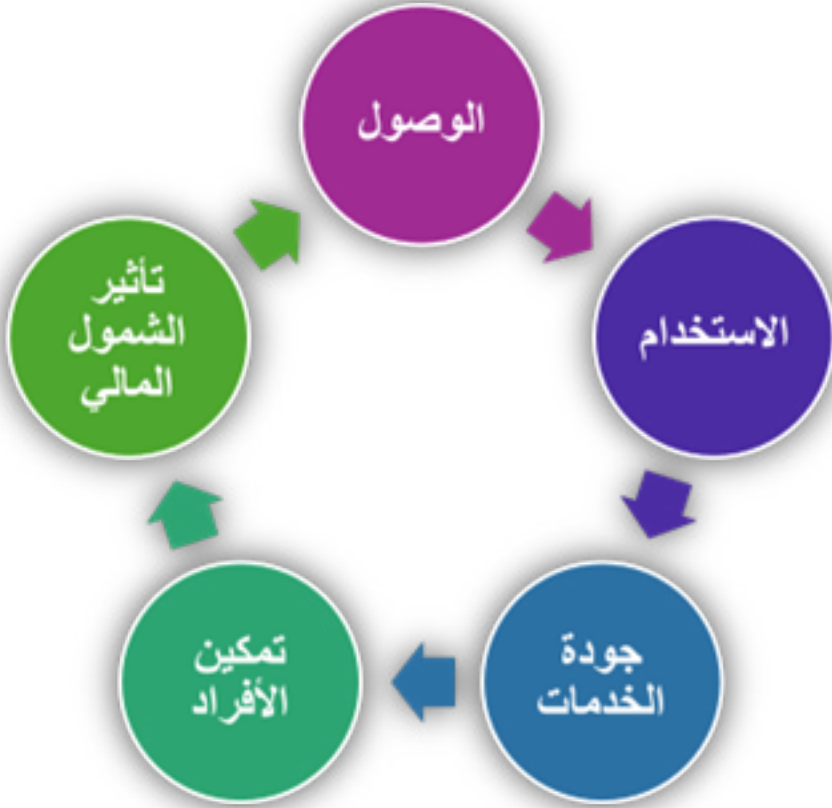 الوصول
الاستخدام
جودة
الخدمات
تمكين
الأفراد
تأثير
الشمول
المالي